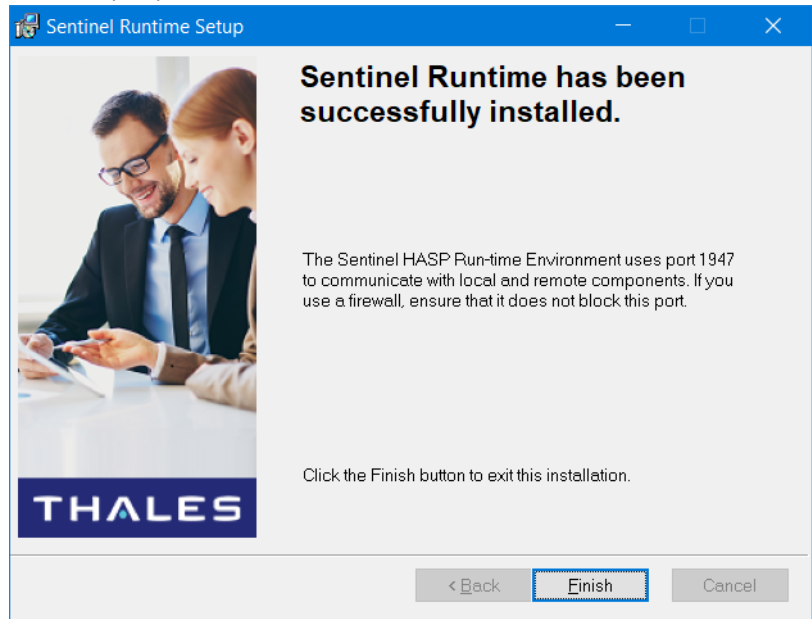 Sentinel Runtime Setup
Sentinel Runtime has been
successfully installed.
The Sentinel HASP Run-time Environment uses port 1947
to communicate with local and remote components. If you
use a firewall, ensure that it does not block this port.
Click the Finish button to exit this installation.
THALES
< Back
Finish
Cancel